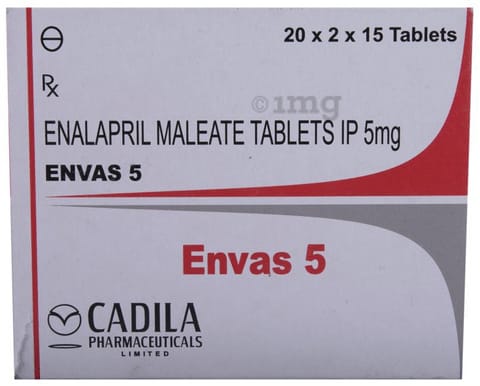 20 x 2 x 15 Tablets
Rx
©1mg
ENALAPRIL MALEATE TABLETS IP 5mg
ENVAS 5
Envas 5
CADILA
PHARMACEUTICALS
LIMITED